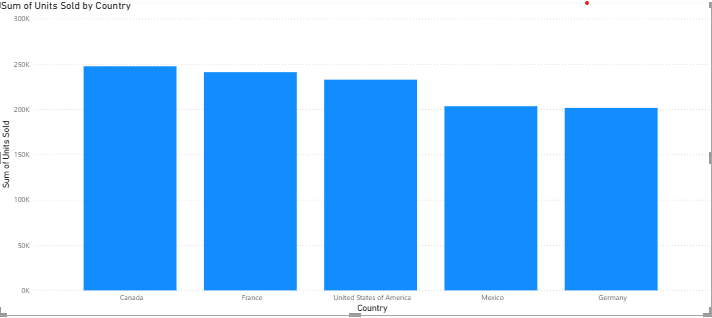 Sum of Units Sold by Country
300K
250K
200K
150K
100K
50K
0K
Sum of Units Sold
Canada
France
United States of America
Mexico
Germany
Country